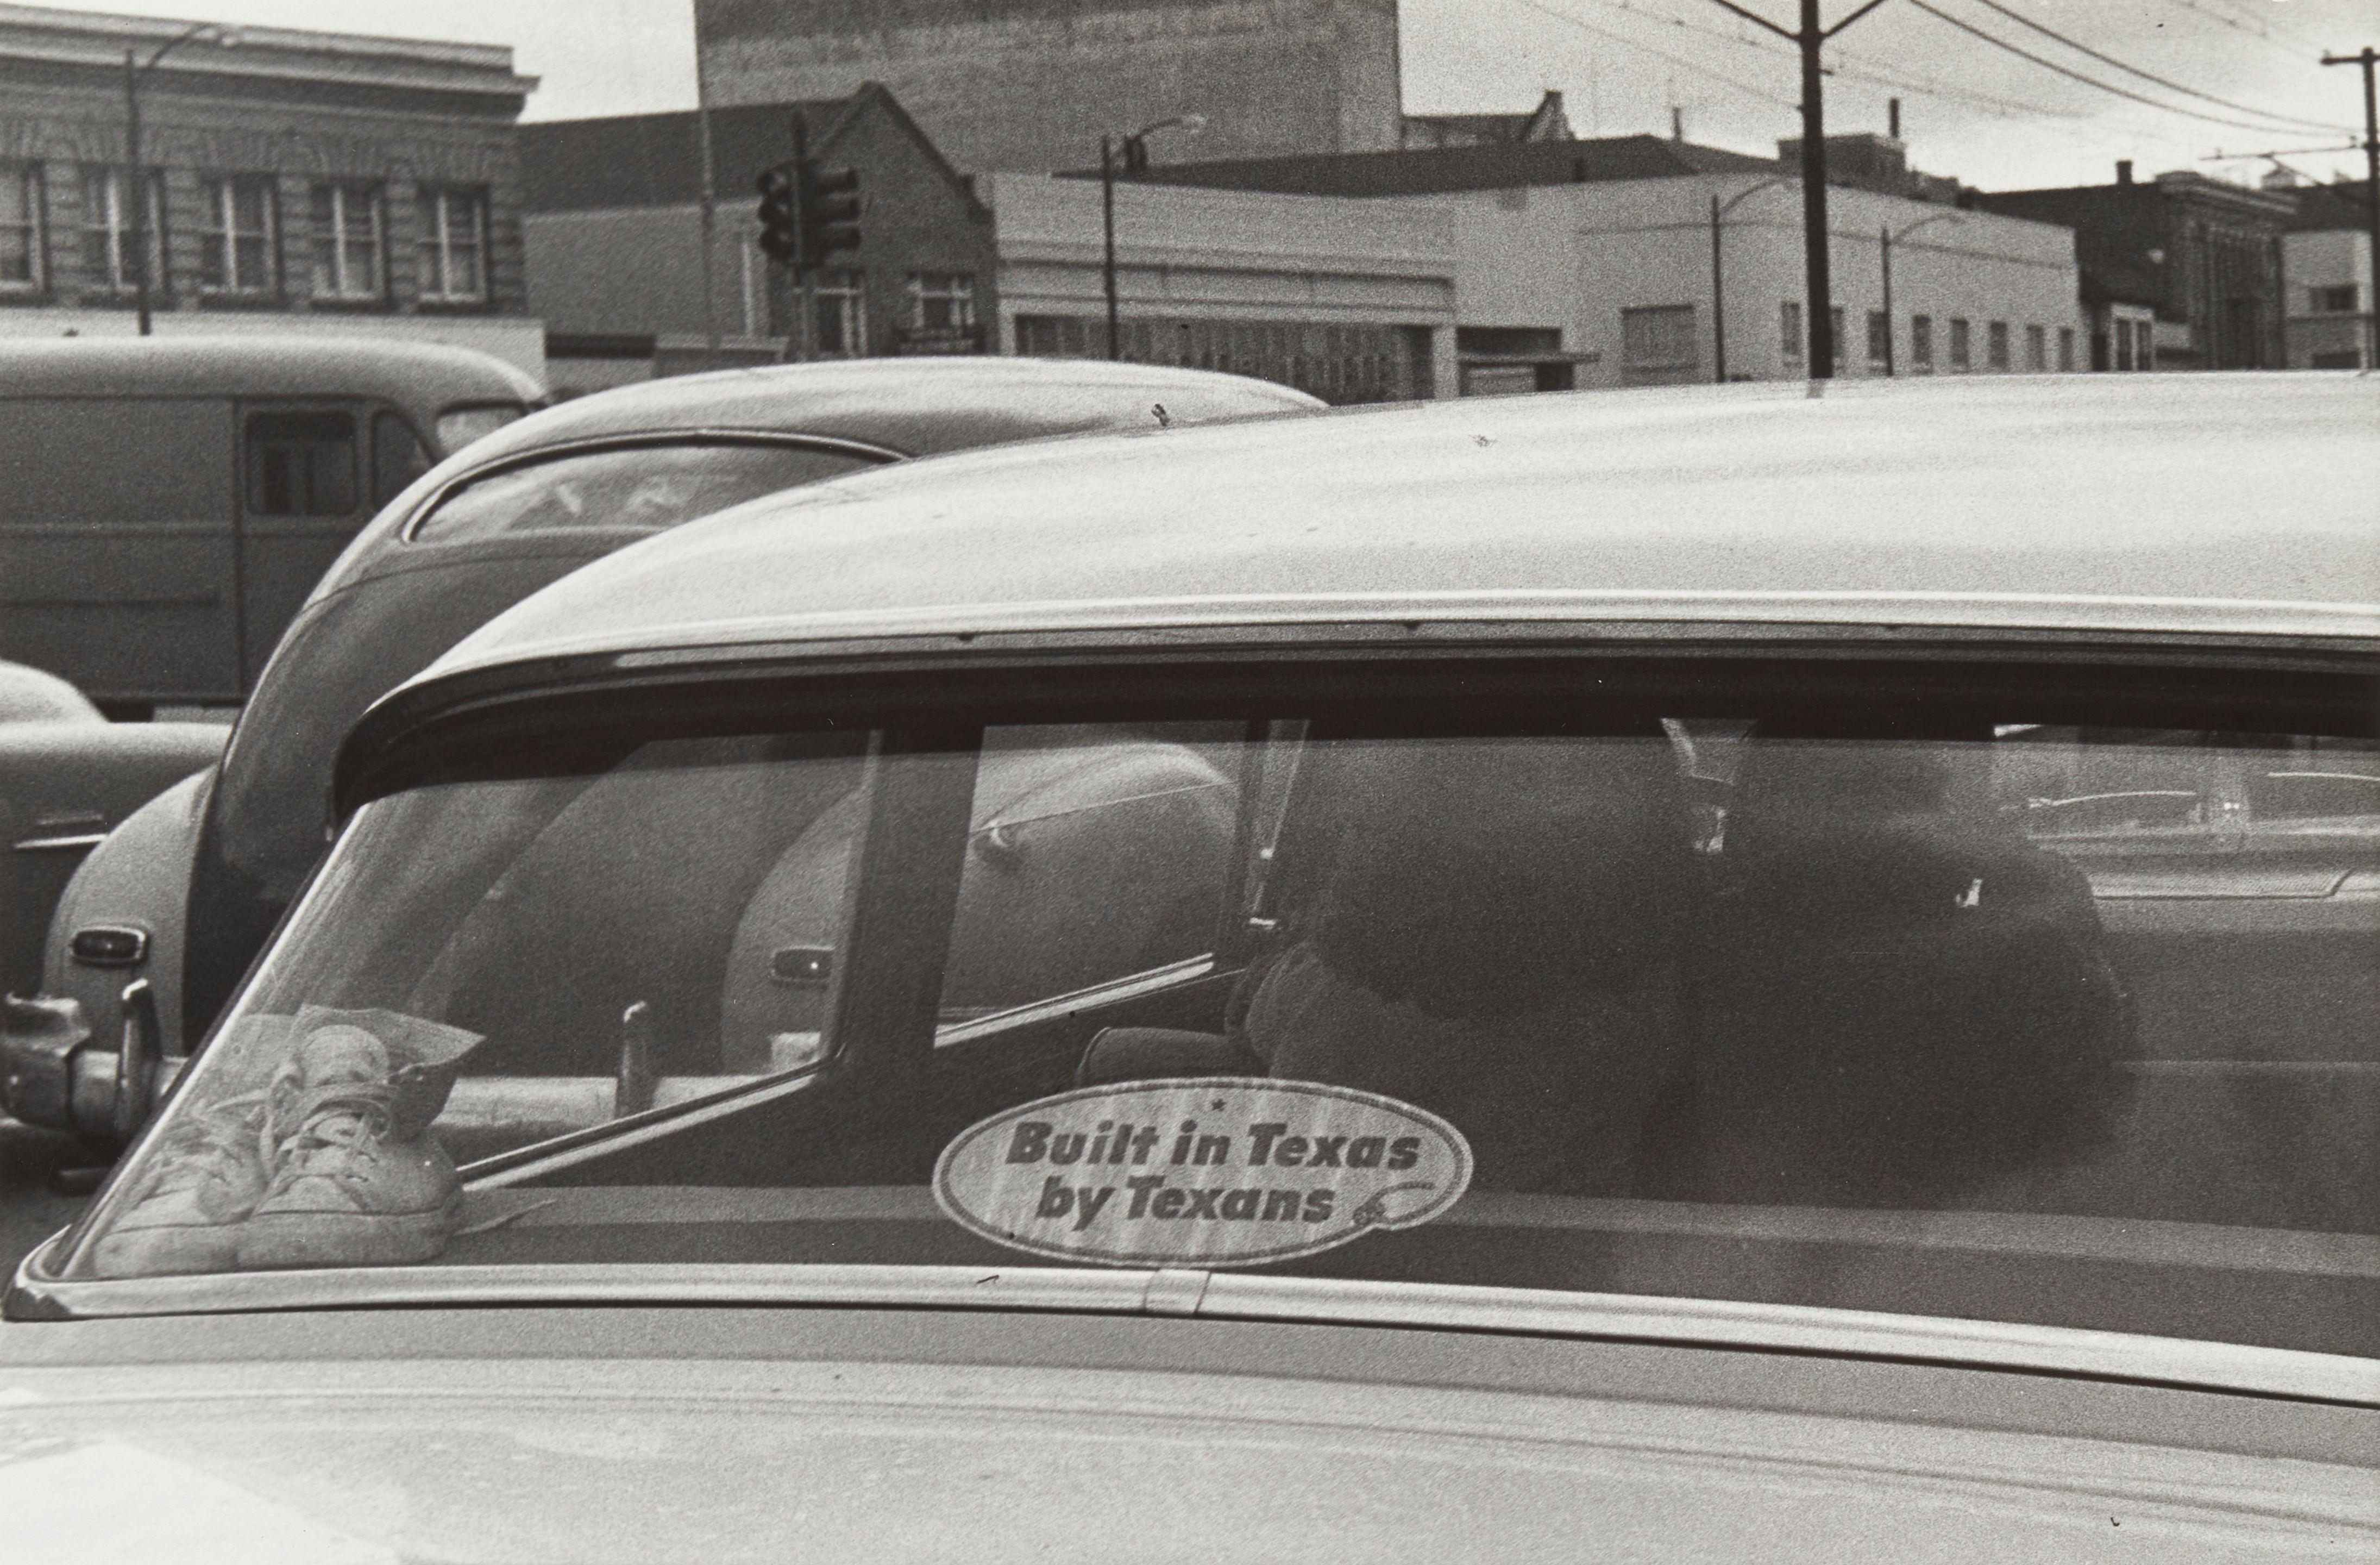 Built in Texas
by Texans